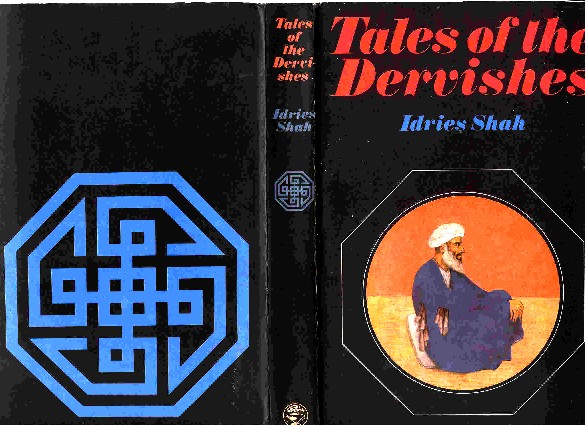 Tales
of
the
Dervi-
shes
Idries
Shah
Tales of the
Dervishes
Idries Shah